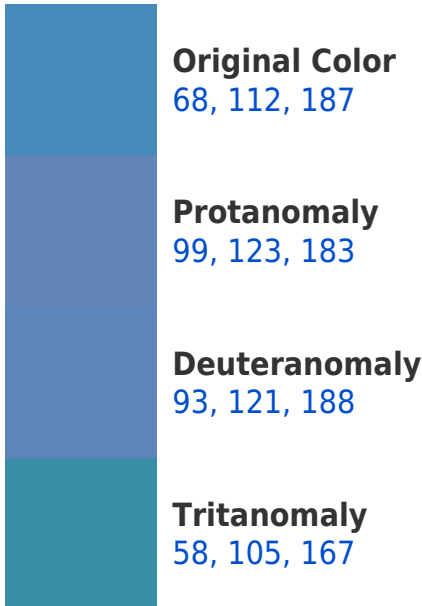 Original Color
68, 112, 187
Protanomaly
99, 123, 183
Deuteranomaly
93, 121, 188
Tritanomaly
58, 105, 167